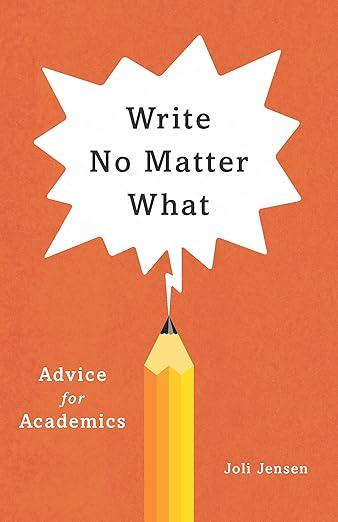 Write
No Matter
What
Advice
for
Academics
Joli Jensen